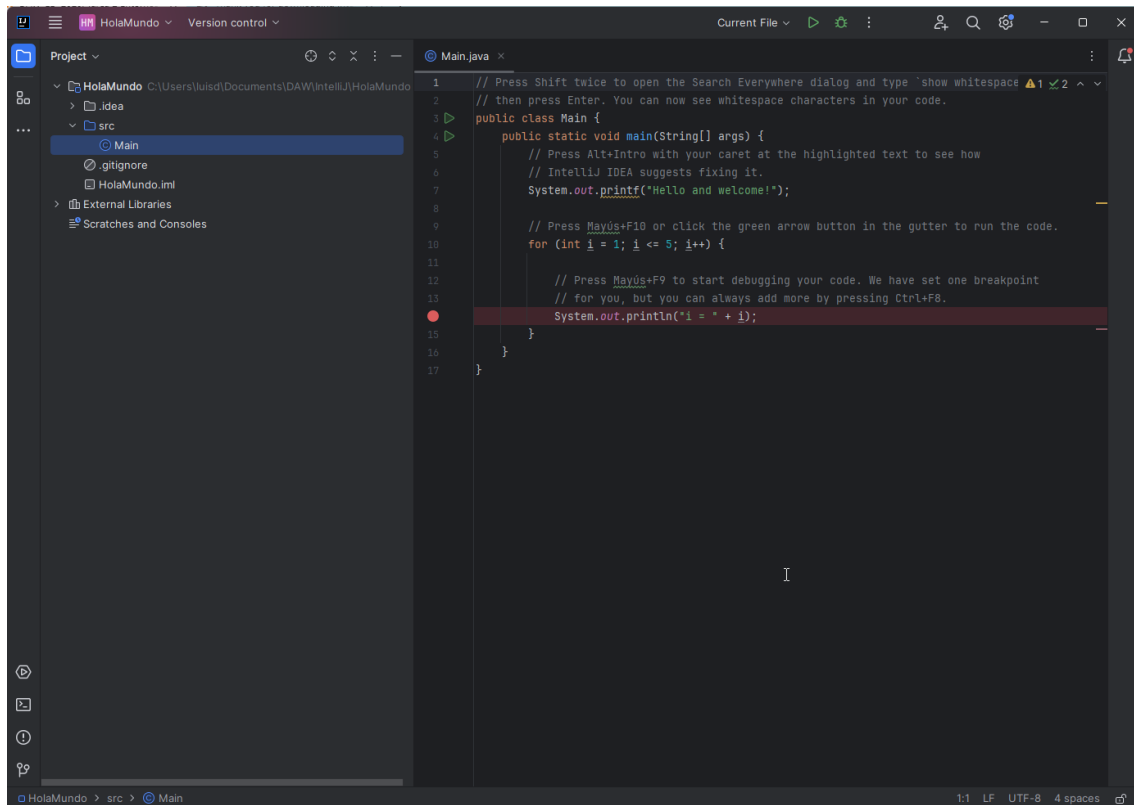 HM HolaMundo Version control Current File
Project
Main.java
HolaMundo C:\Users\luisd\Documents\DAW\IntelliJ\HolaMundo
.idea
src
Main
.gitignore
HolaMundo.iml
External Libraries
Scratches and Consoles
1 // Press Shift twice to open the Search Everywhere dialog and type `show whitespace 1 2
2 // then press Enter. You can now see whitespace characters in your code.
3 public class Main {
4 public static void main(String[] args) {
5 // Press Alt+Intro with your caret at the highlighted text to see how
6 // IntelliJ IDEA suggests fixing it.
7 System.out.printf("Hello and welcome!");
8
9 // Press Mayús+F10 or click the green arrow button in the gutter to run the code.
10 for (int i = 1; i <= 5; i++) {
11
12 // Press Mayús+F9 to start debugging your code. We have set one breakpoint
13 // for you, but you can always add more by pressing Ctrl+F8.
System.out.println("i = " + i);
15 }
16 }
17 }
HolaMundo > src > Main 1:1 LF UTF-8 4 spaces